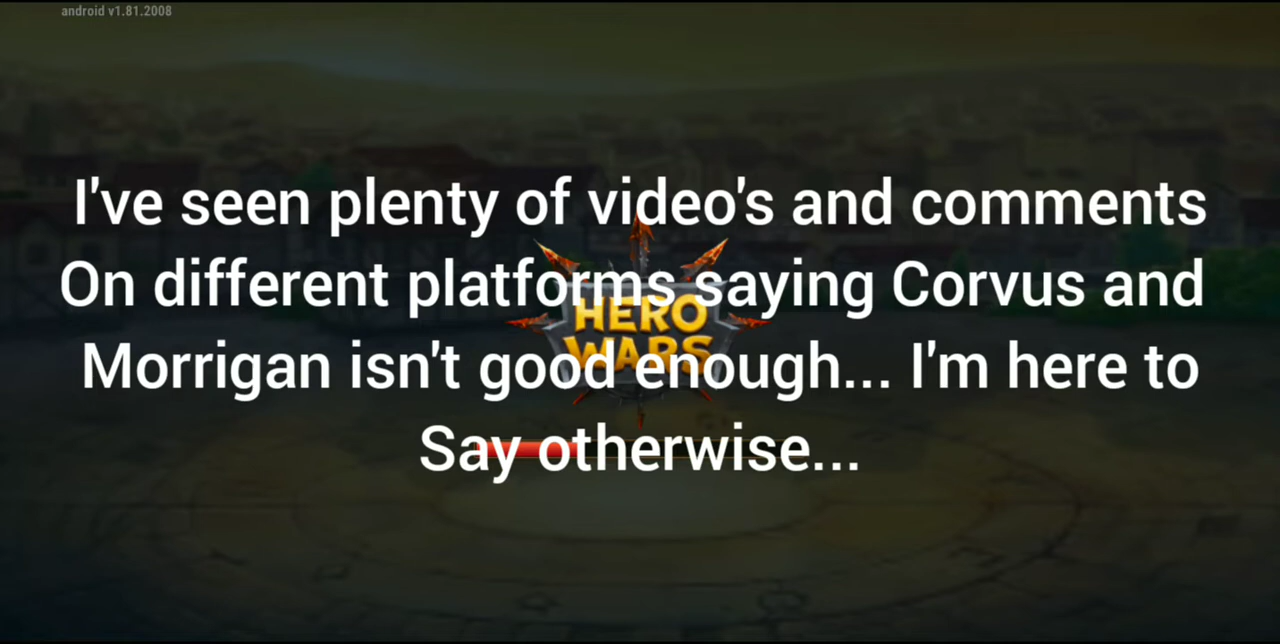 android v1.81.2008
I've seen plenty of video's and comments
On different platforms saying Corvus and
HERO
WARS
Morrigan isn't good enough... I'm here to
Say otherwise...